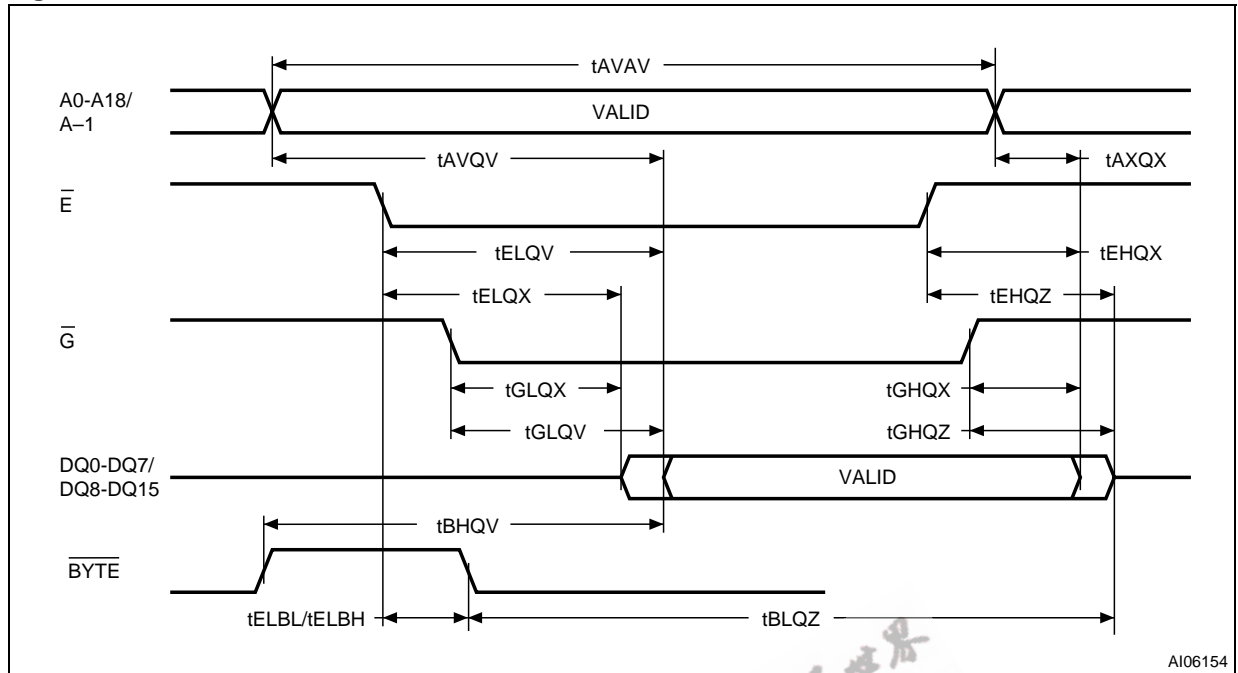 tAVAV
A0-A18/
A–1
VALID
tAVQV
tAXQX
E
tELQV
tEHQX
tELQX
tEHQZ
G
tGLQX
tGHQX
tGLQV
tGHQZ
DQ0-DQ7/
DQ8-DQ15
VALID
tBHQV
BYTE
tELBL/tELBH
tBLQZ
界
AI06154